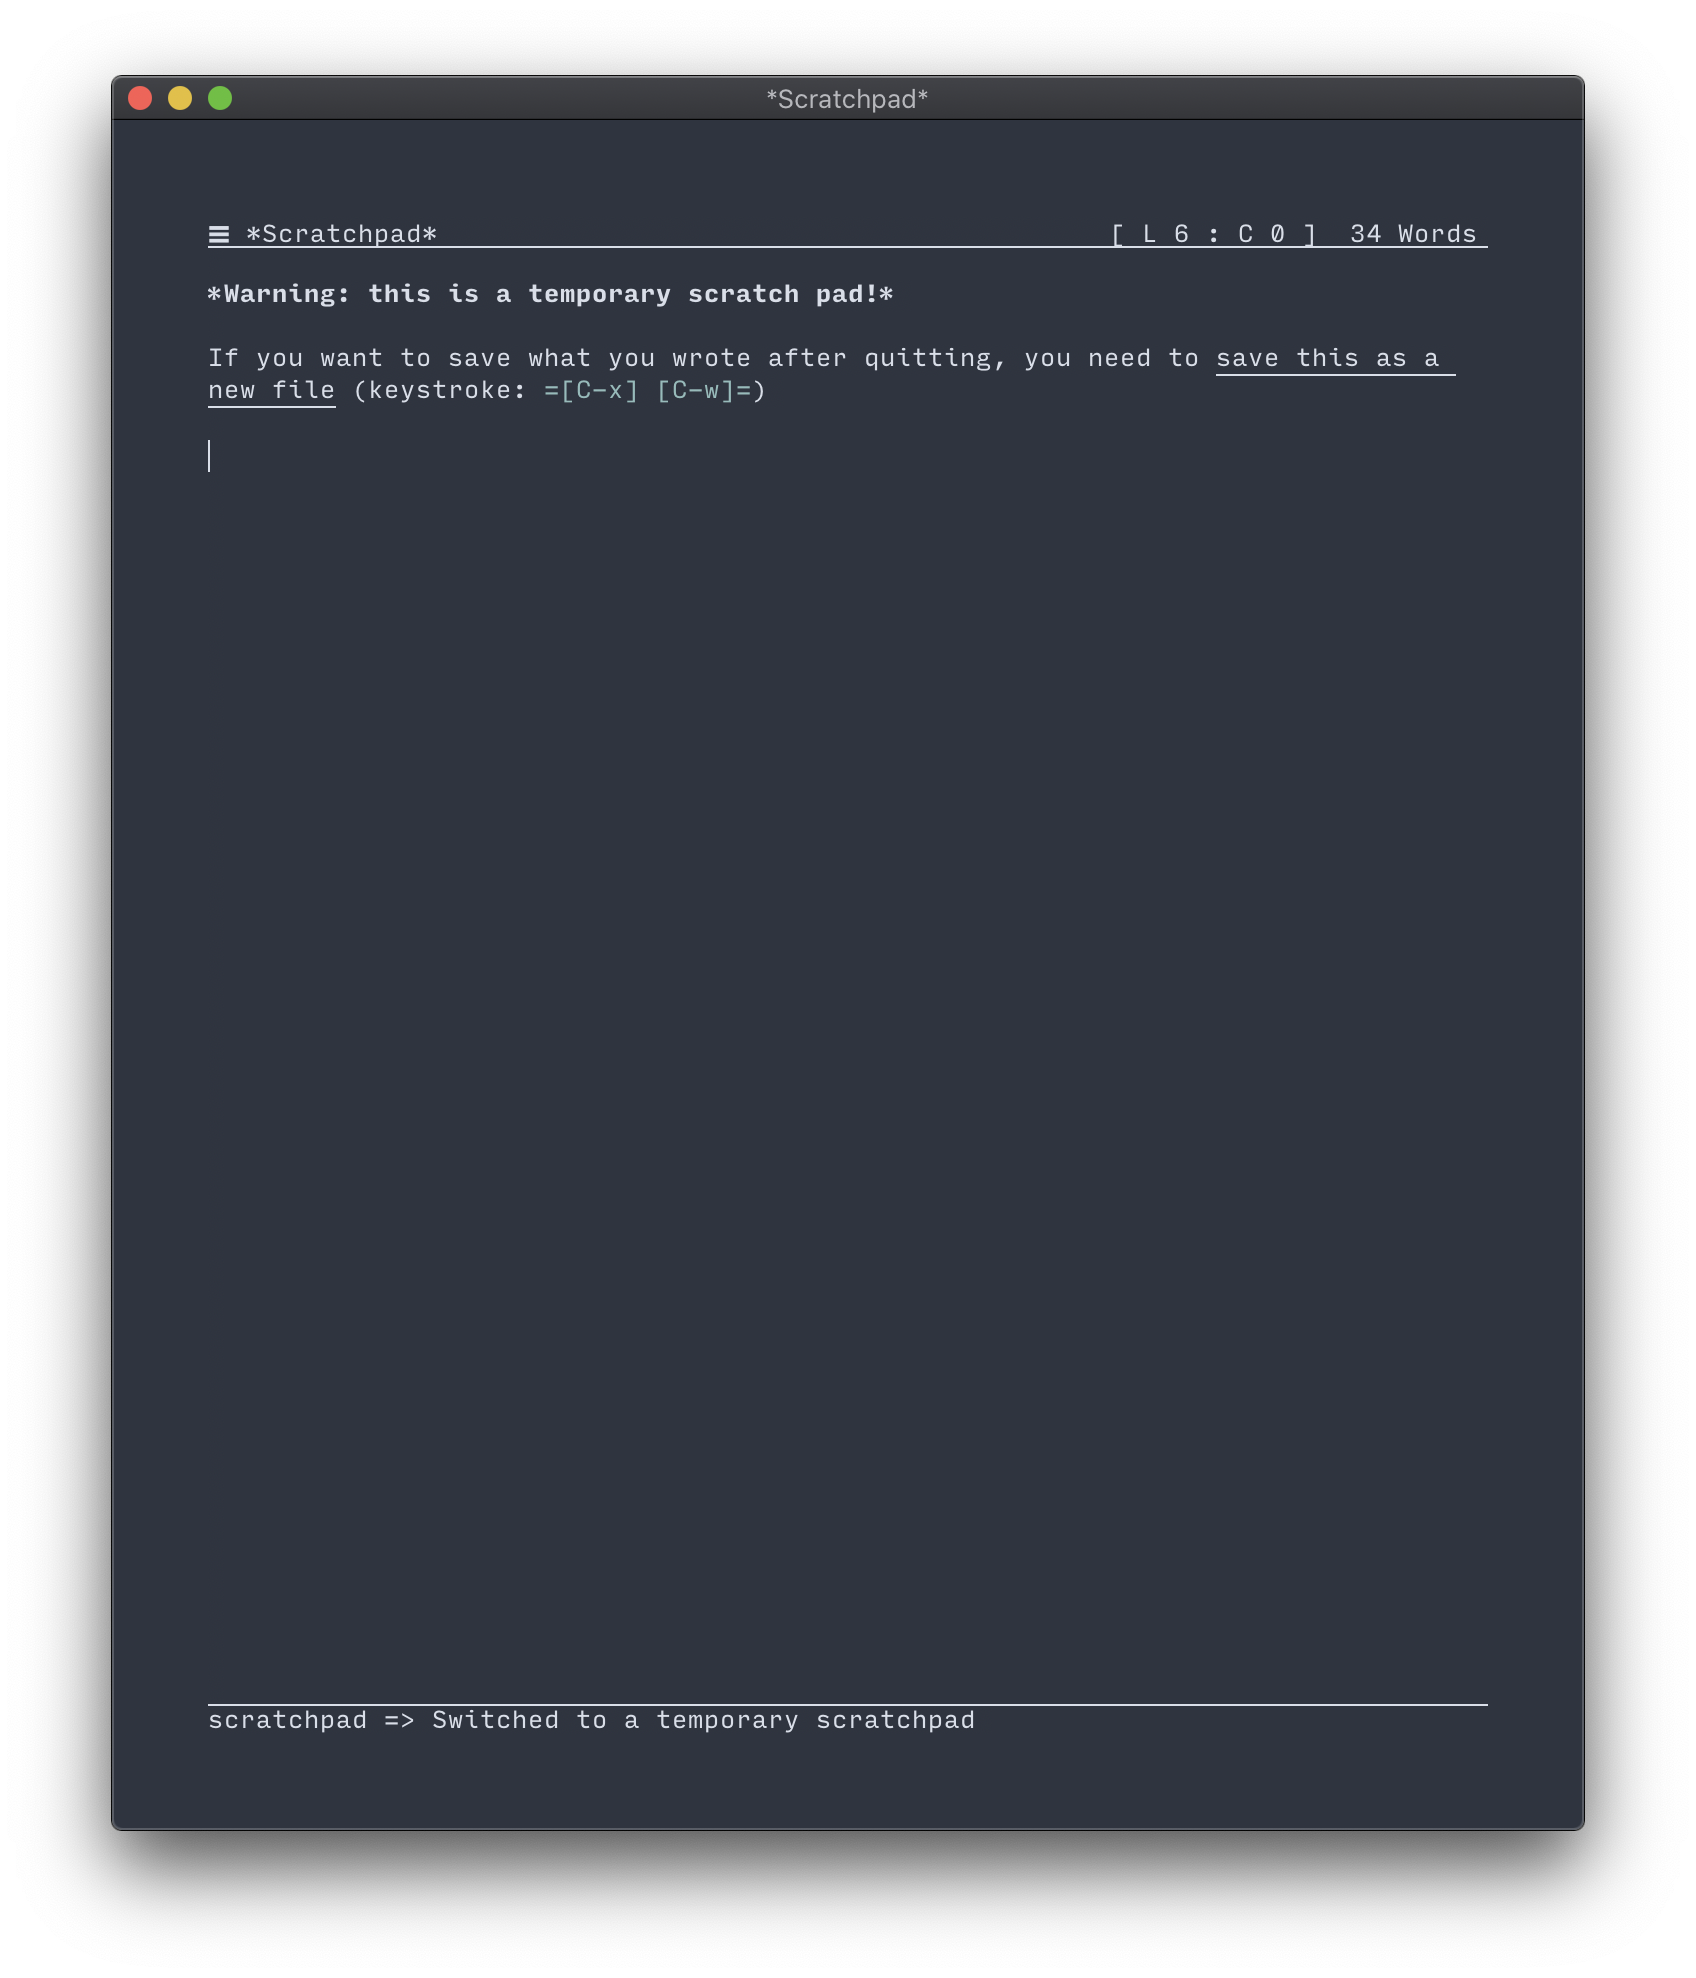 *Scratchpad*
☰ *Scratchpad* [ L 6 : C 0 ] 34 Words
*Warning: this is a temporary scratch pad!*
If you want to save what you wrote after quitting, you need to save this as a
new file (keystroke: =[C-x] [C-w]=)
scratchpad => Switched to a temporary scratchpad